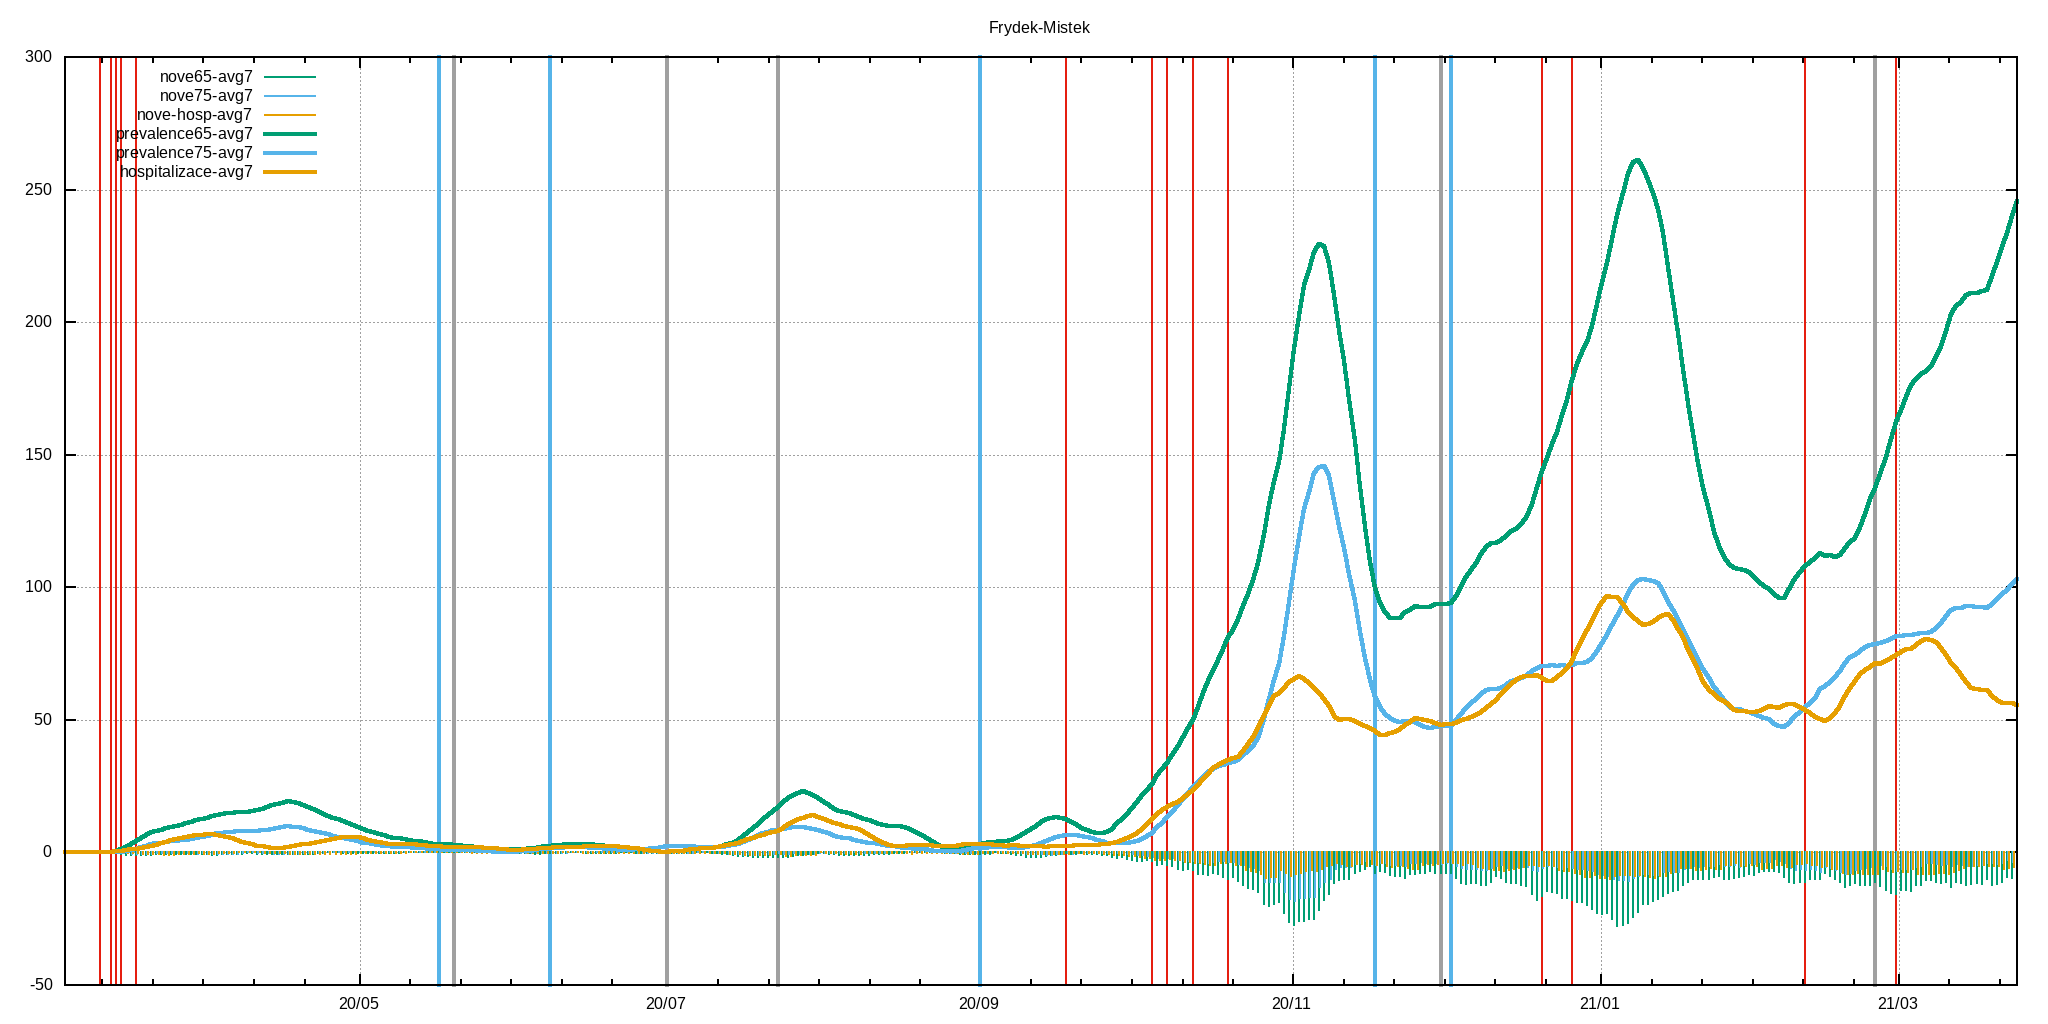 Frydek-Mistek
300
250
200
150
100
50
0
-50
nove65-avg7
nove75-avg7
nove-hosp-avg7
prevalence65-avg7
prevalence75-avg7
hospitalizace-avg7
20/05
20/07
20/09
20/11
21/01
21/03